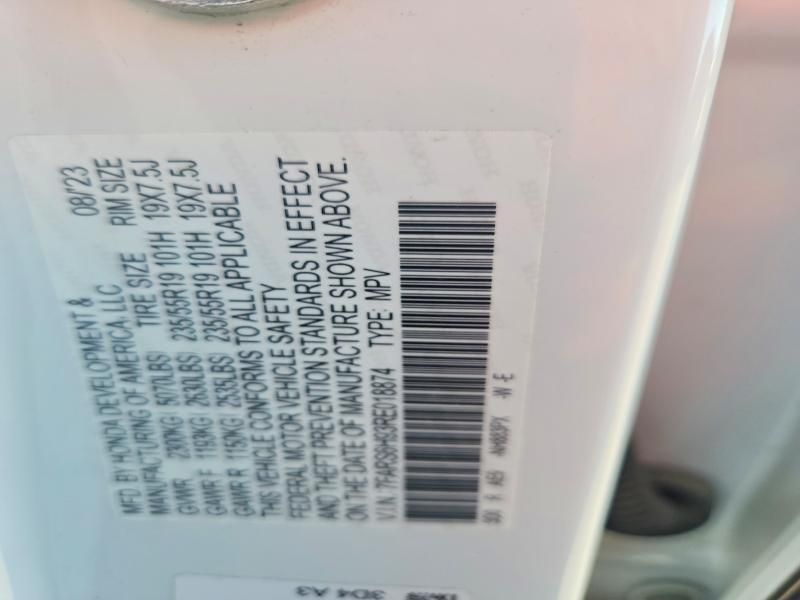 MFD BY HONDA DEVELOPMENT & 08/'23
MANUFACTURING OF AMERICA, LLC
TIRE SIZE RIM SIZE
GVWR 2300KG 5070LBS
GAWR F 1193KG 2630LBS 235/55R19 101H 19X7.5J
GAWR R 1150KG 2535LBS 235/55R19 101H 19X7.5J
THIS VEHICLE CONFORMS TO ALL APPLICABLE
FEDERAL MOTOR VEHICLE SAFETY
AND THEFT PREVENTION STANDARDS IN EFFECT
ON THE DATE OF MANUFACTURE SHOWN ABOVE.
V.I.N: TYPE: MPV
NH883PX -W -E
3D4 A3